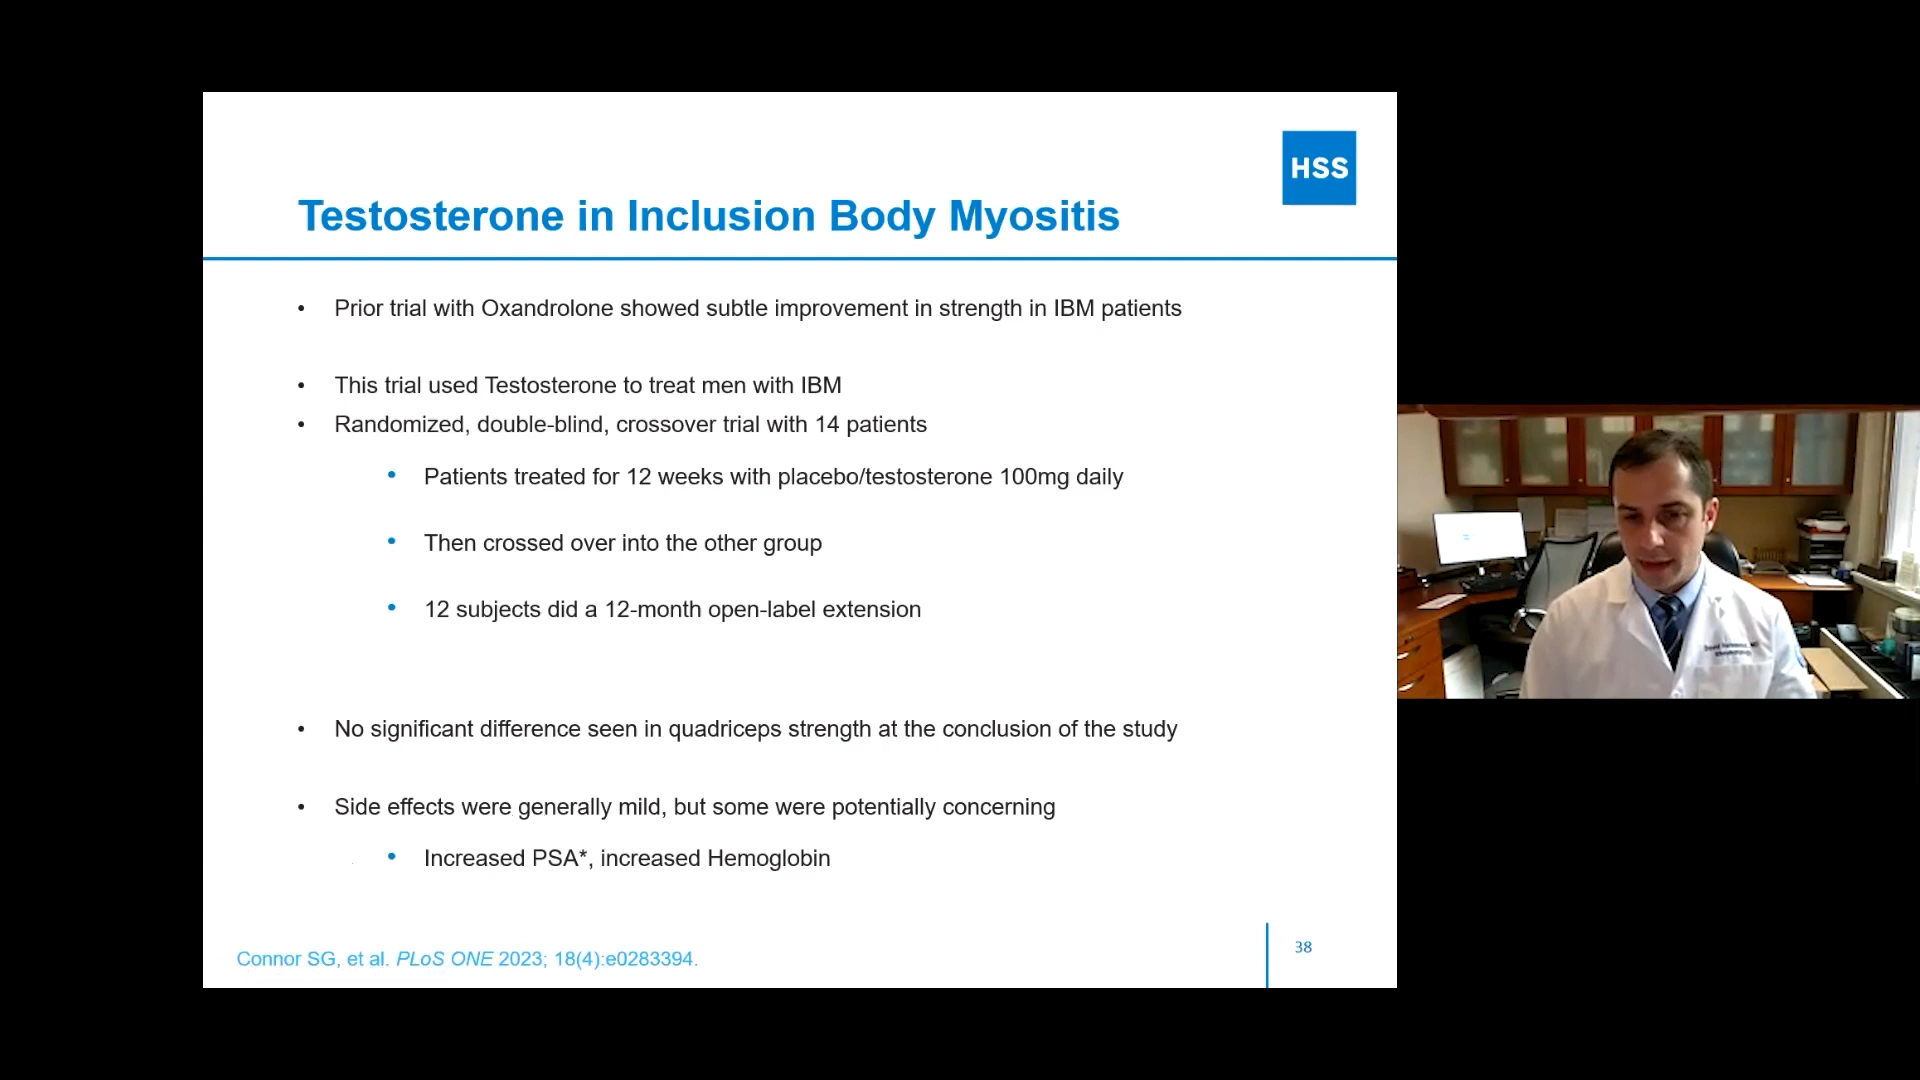 HSS
Testosterone in Inclusion Body Myositis
• Prior trial with Oxandrolone showed subtle improvement in strength in IBM patients
• This trial used Testosterone to treat men with IBM
• Randomized, double-blind, crossover trial with 14 patients
• Patients treated for 12 weeks with placebo/testosterone 100mg daily
• Then crossed over into the other group
• 12 subjects did a 12-month open-label extension
• No significant difference seen in quadriceps strength at the conclusion of the study
• Side effects were generally mild, but some were potentially concerning
• Increased PSA*, increased Hemoglobin
Connor SG, et al. PLoS ONE 2023; 18(4):e0283394.
38